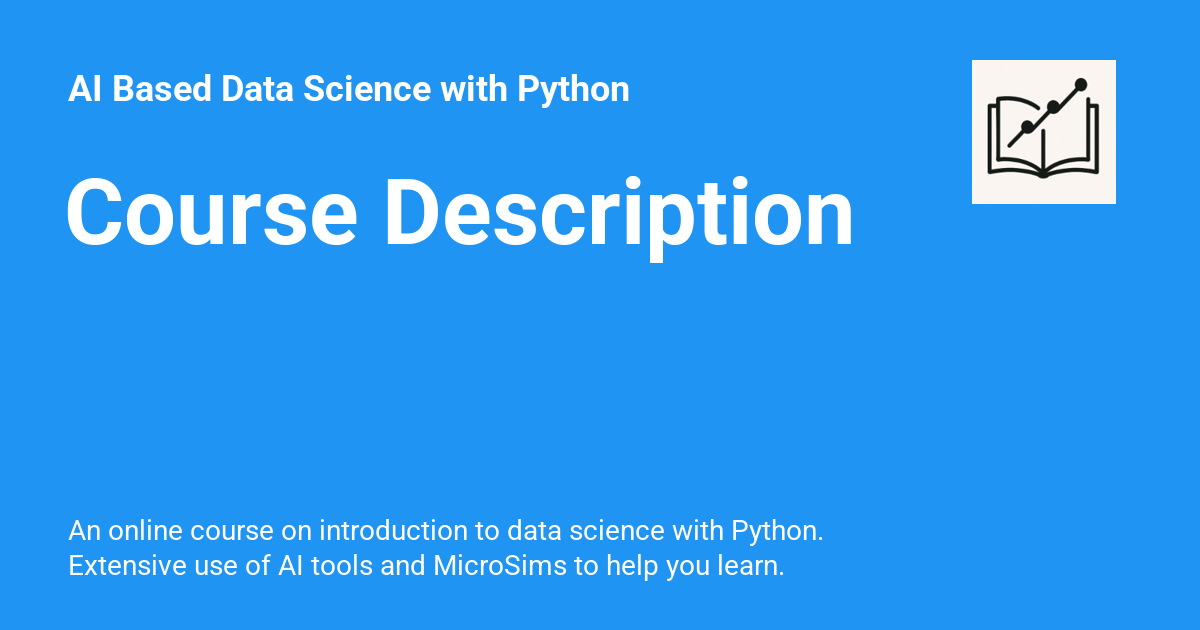 AI Based Data Science with Python
Course Description
An online course on introduction to data science with Python.
Extensive use of AI tools and MicroSims to help you learn.